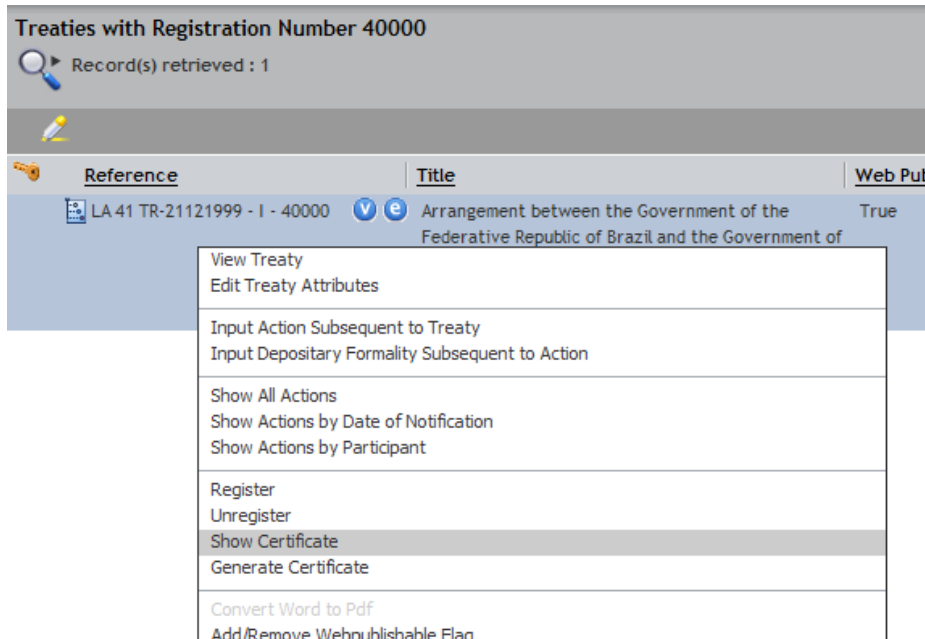 Treaties with Registration Number 40000
Record(s) retrieved : 1
Reference Title Web Pub
LA 41 TR-21121999 - I - 40000 V e Arrangement between the Government of the True
Federative Republic of Brazil and the Government of
View Treaty
Edit Treaty Attributes
Input Action Subsequent to Treaty
Input Depositary Formality Subsequent to Action
Show All Actions
Show Actions by Date of Notification
Show Actions by Participant
Register
Unregister
Show Certificate
Generate Certificate
Convert Word to Pdf
Add/Remove Webpublishable Flag